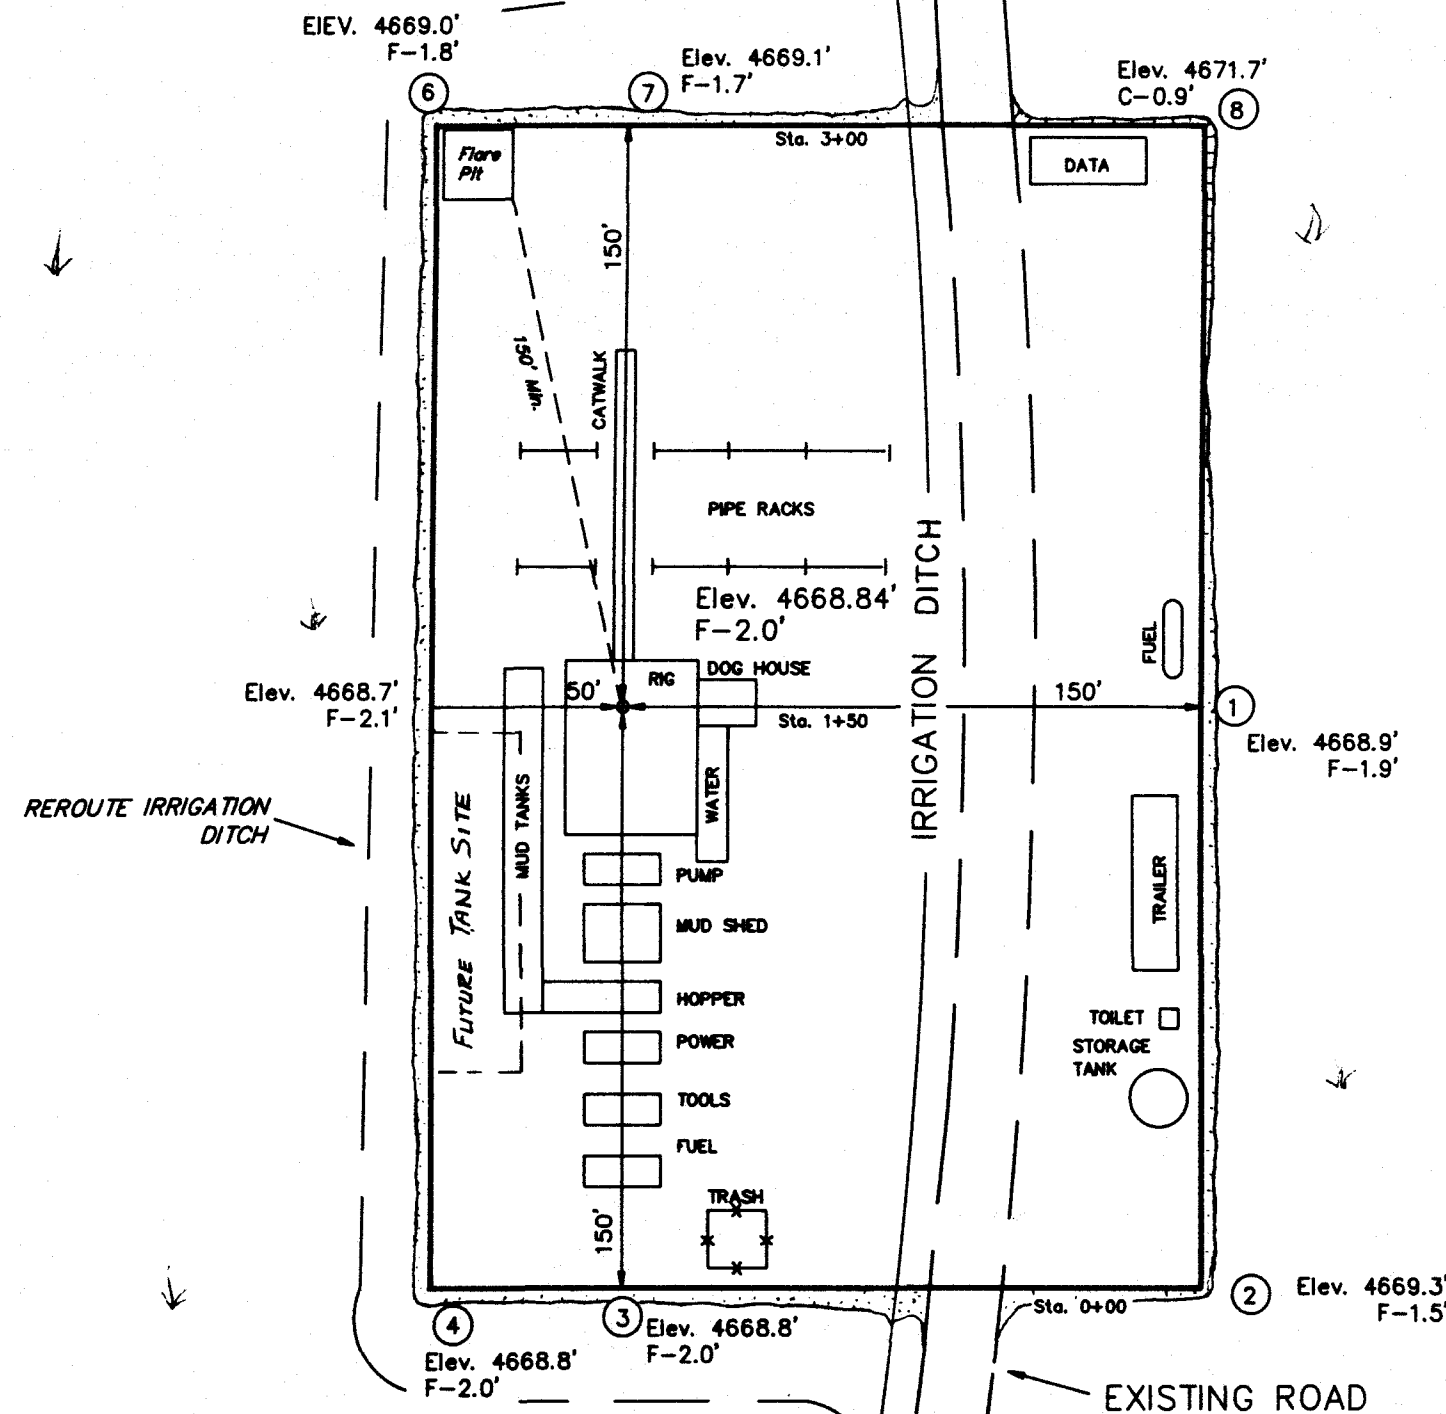 ElEV. 4669.0'
F-1.8'
6
7
Elev. 4669.1'
F-1.7'
Elev. 4671.7'
C-0.9'
8
Sta. 3+00
Flare
Pit
DATA
150'
150' Min.
CATWALK
PIPE RACKS
Elev. 4668.84'
F-2.0'
IRRIGATION DITCH
FUEL
RIG
DOG HOUSE
Elev. 4668.7'
F-2.1'
50'
Sta. 1+50
150'
1
Elev. 4668.9'
F-1.9'
REROUTE IRRIGATION
DITCH
FUTURE TANK SITE
MUD TANKS
WATER
TRAILER
PUMP
MUD SHED
HOPPER
POWER
TOILET
STORAGE
TANK
TOOLS
FUEL
TRASH
150'
2
Elev. 4669.3'
F-1.5'
Sta. 0+00
4
3
Elev. 4668.8'
F-2.0'
Elev. 4668.8'
F-2.0'
EXISTING ROAD